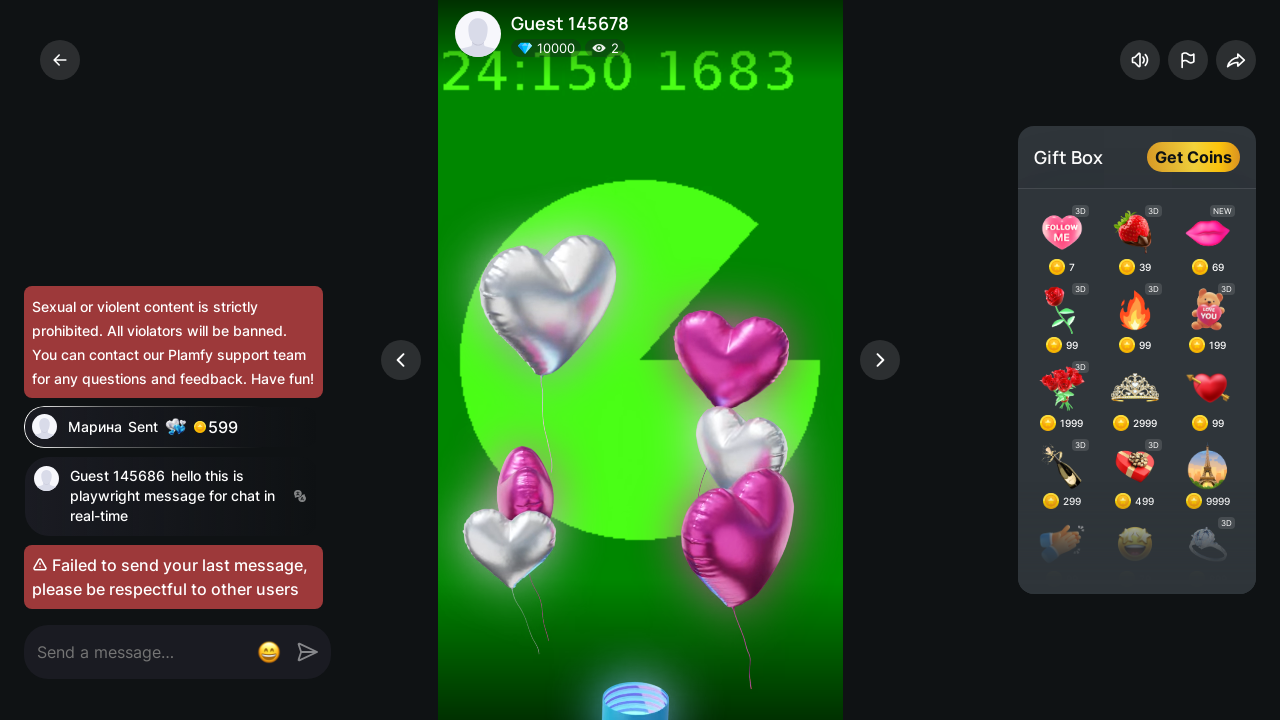 Guest 145678
10000 2
24:150 1683
Gift Box
Get Coins
3D 3D NEW
FOLLOW
ME
7 39 69
3D 3D 3D
LOVE
YOU
99 99 199
3D
1999 2999 99
3D 3D
299 499 9999
3D
Sexual or violent content is strictly
prohibited. All violators will be banned.
You can contact our Plamfy support team
for any questions and feedback. Have fun!
Марина Sent 599
Guest 145686 hello this is
playwright message for chat in
real-time
Failed to send your last message,
please be respectful to other users
Send a message...